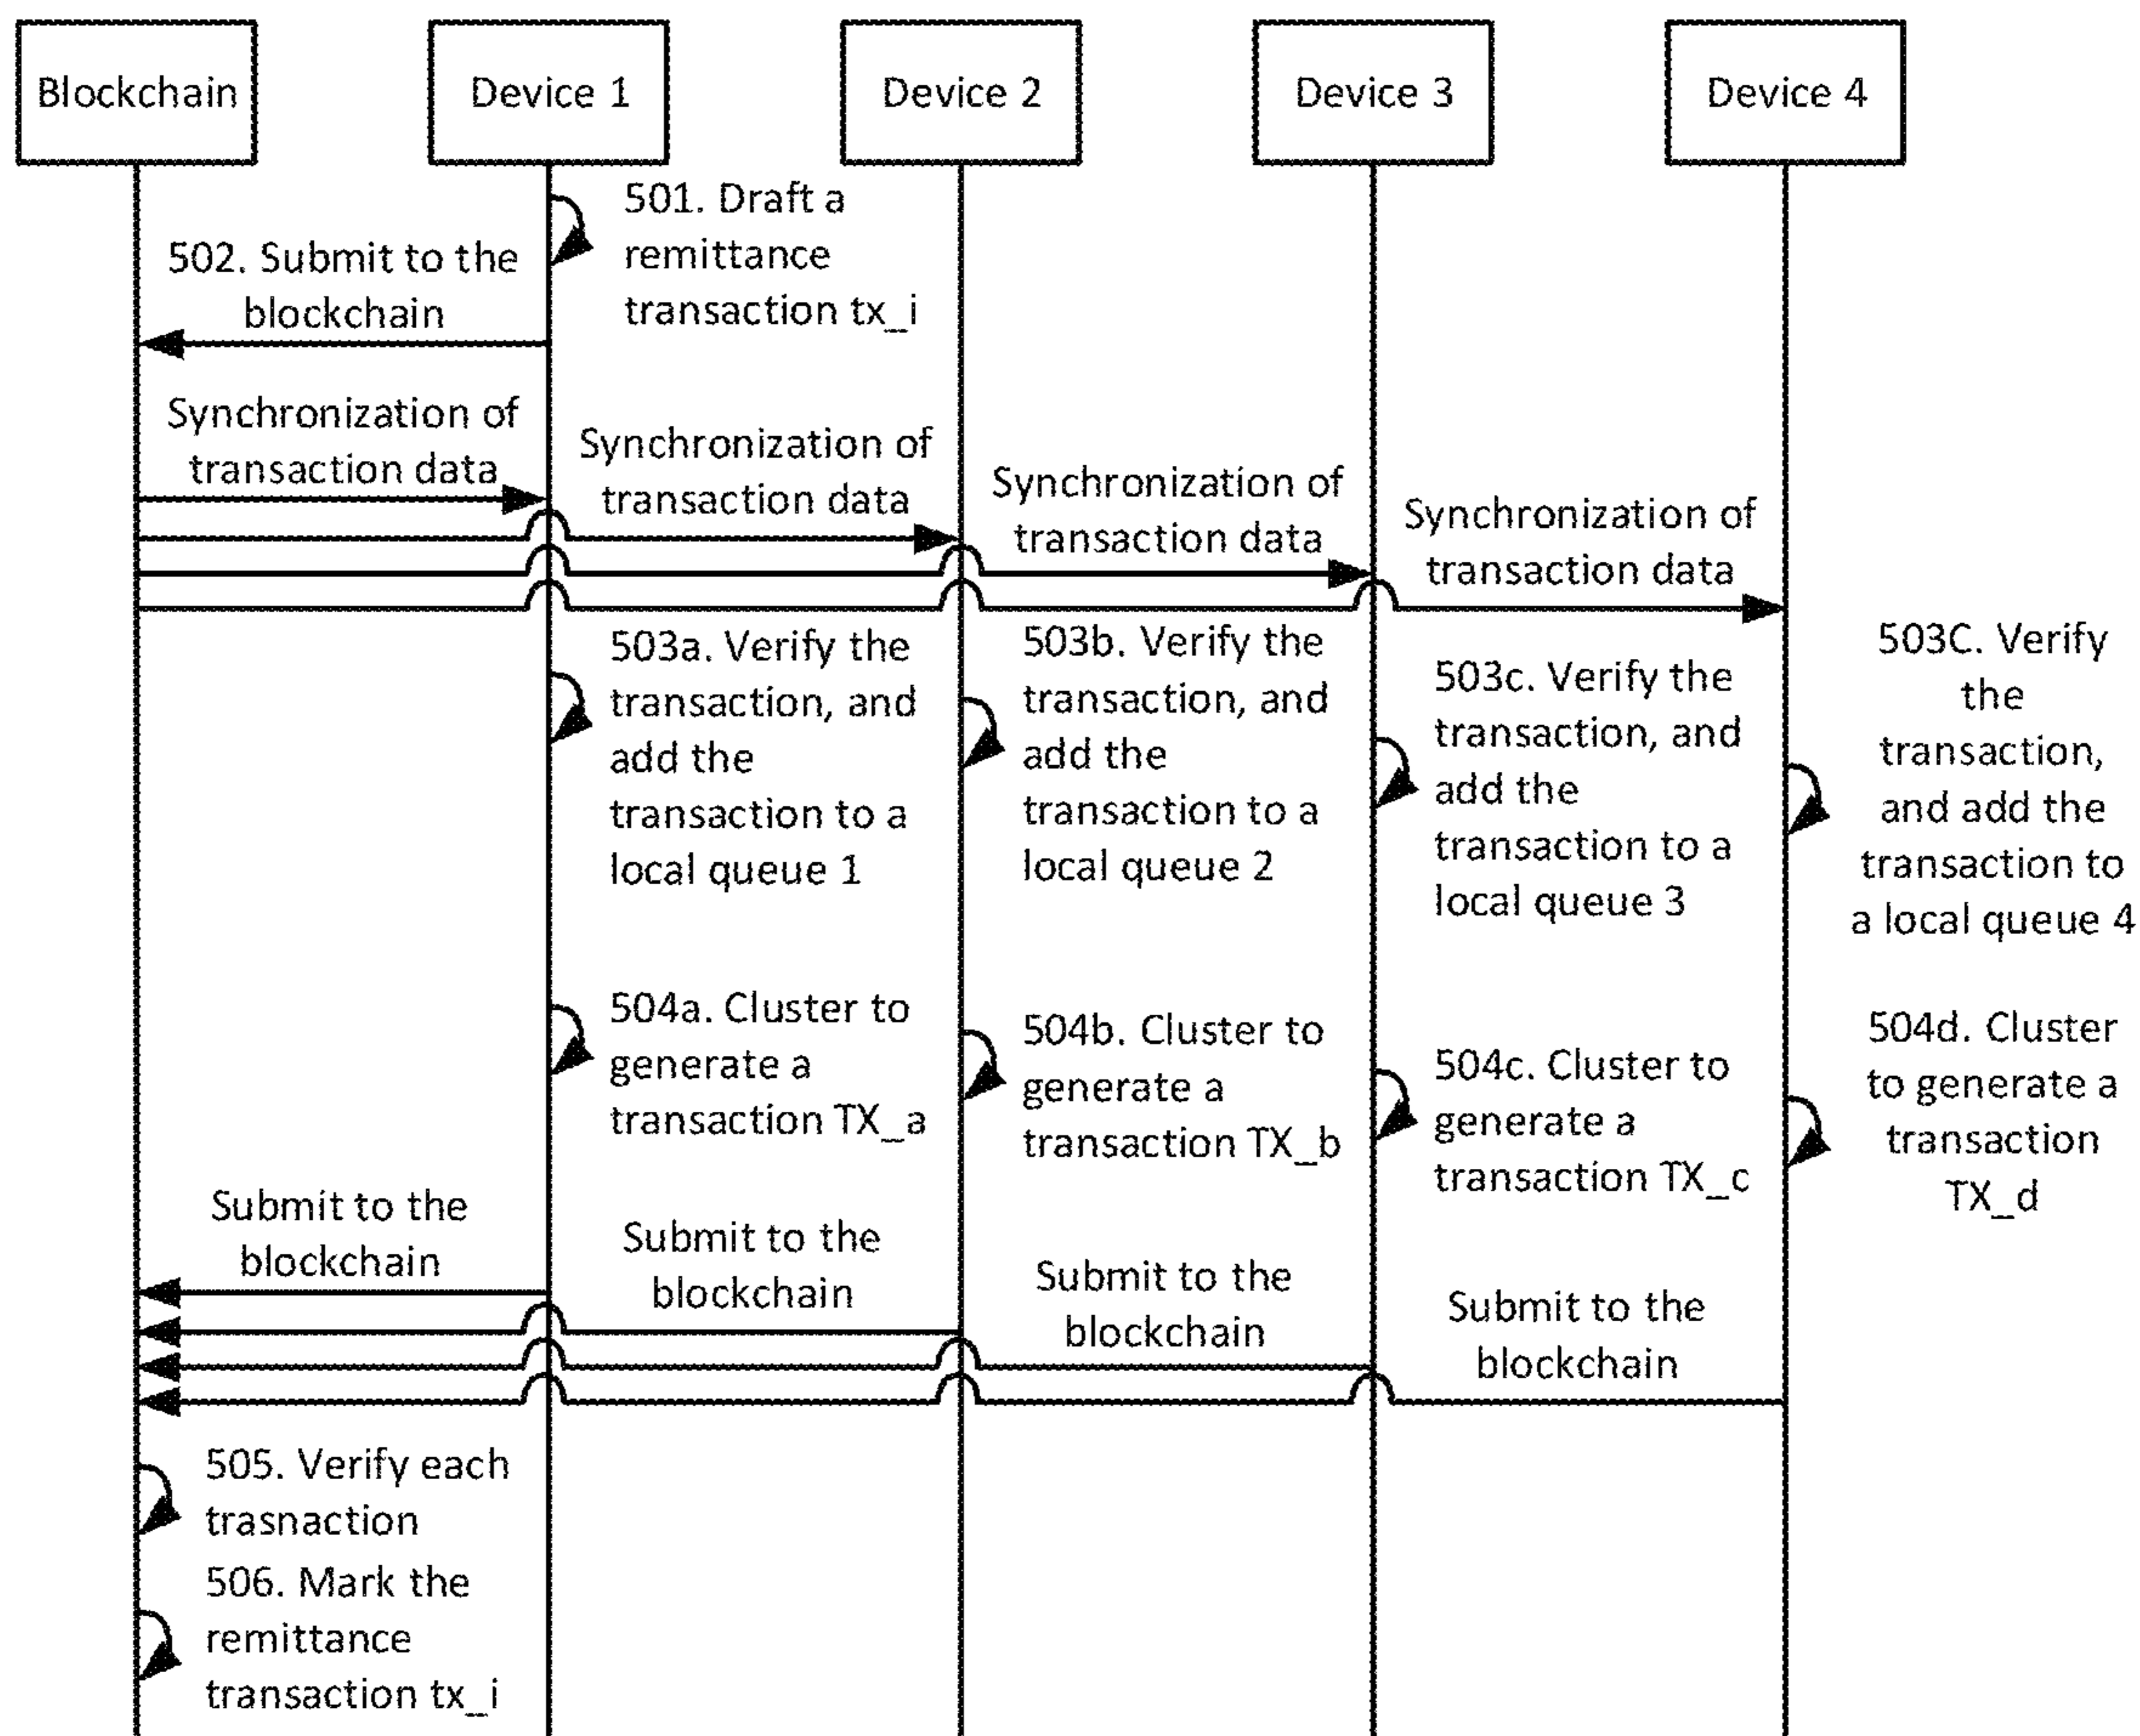 Blockchain
Device 1
Device 2
Device 3
Device 4
501. Draft a
remittance
transaction tx_i
502. Submit to the
blockchain
Synchronization of
transaction data
Synchronization of
transaction data
Synchronization of
transaction data
Synchronization of
transaction data
503a. Verify the
transaction, and
add the
transaction to a
local queue 1
503b. Verify the
transaction, and
add the
transaction to a
local queue 2
503c. Verify the
transaction, and
add the
transaction to a
local queue 3
503C. Verify
the
transaction,
and add the
transaction to
a local queue 4
504a. Cluster to
generate a
transaction TX_a
504b. Cluster to
generate a
transaction TX_b
504c. Cluster to
generate a
transaction TX_c
504d. Cluster
to generate a
transaction
TX_d
Submit to the
blockchain
Submit to the
blockchain
Submit to the
blockchain
Submit to the
blockchain
505. Verify each
trasnaction
506. Mark the
remittance
transaction tx_i